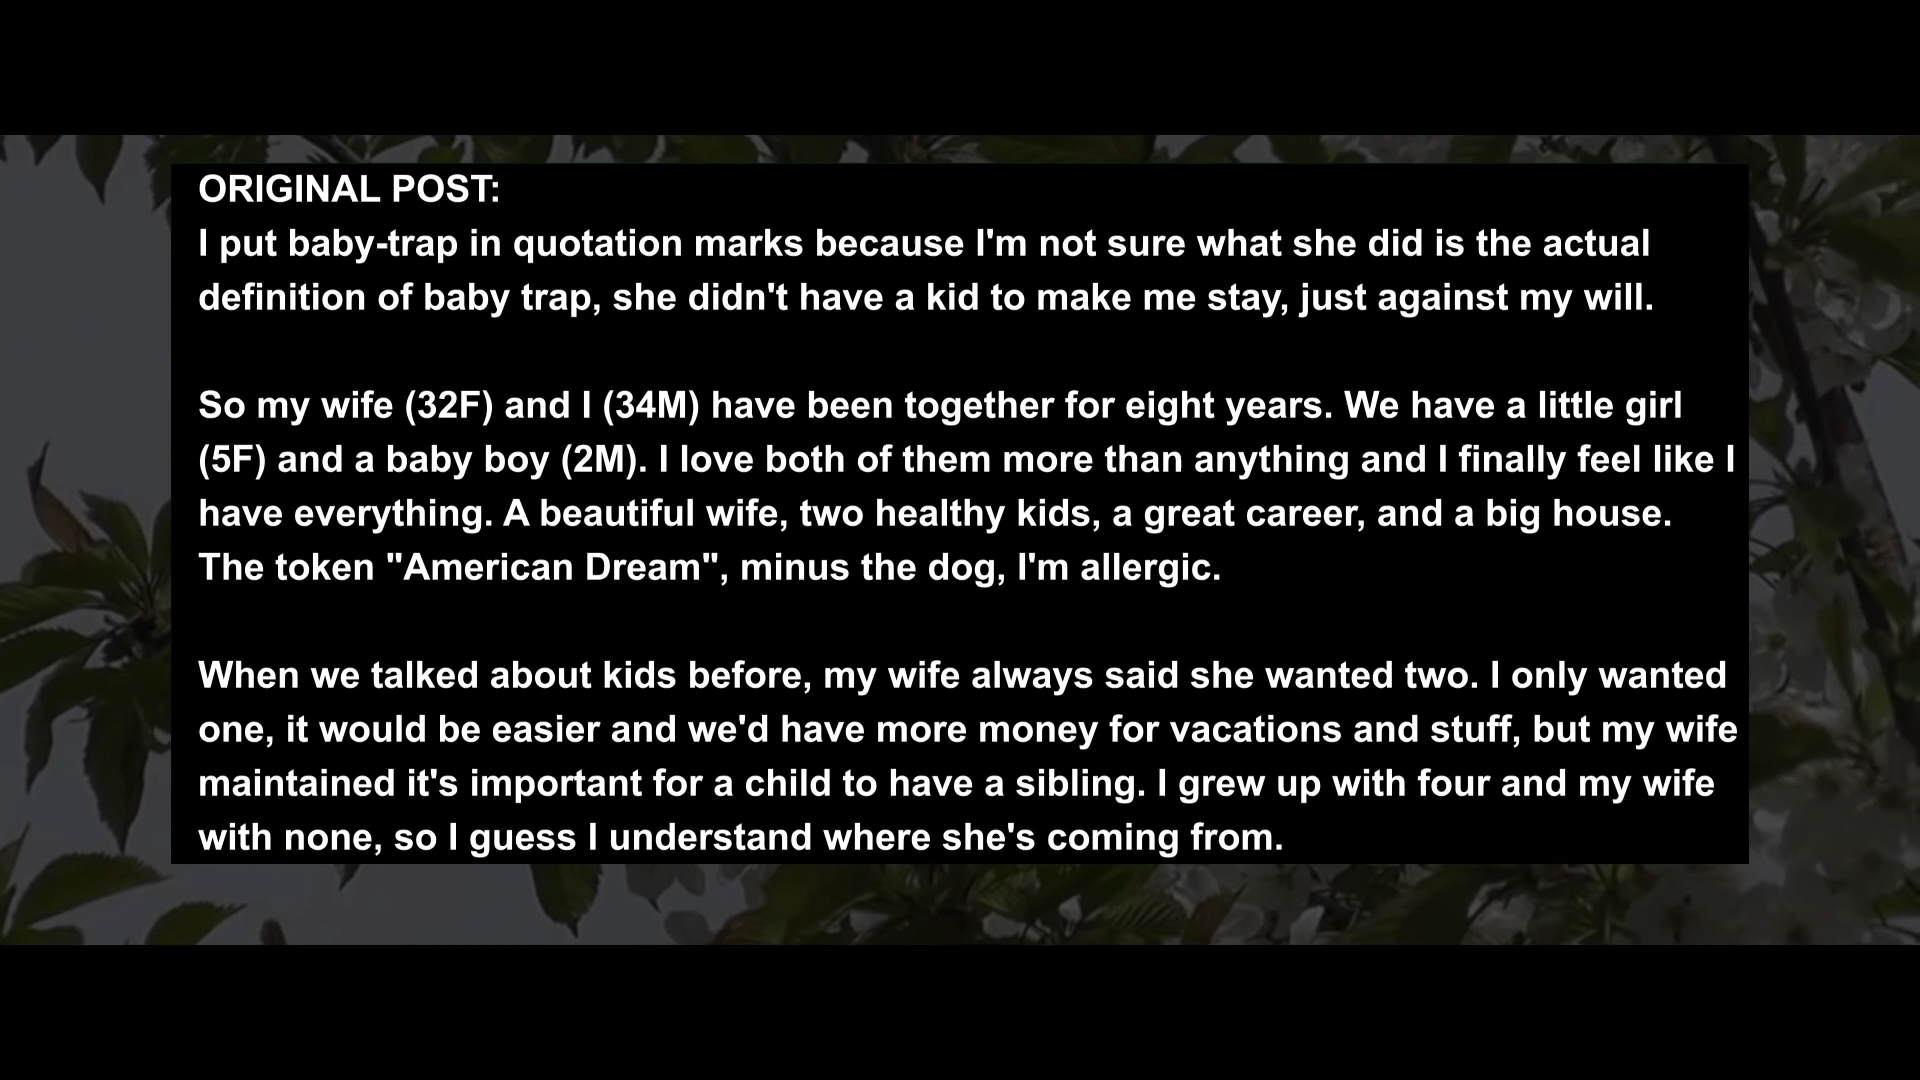 ORIGINAL POST:
I put baby-trap in quotation marks because I'm not sure what she did is the actual
definition of baby trap, she didn't have a kid to make me stay, just against my will.
So my wife (32F) and I (34M) have been together for eight years. We have a little girl
(5F) and a baby boy (2M). I love both of them more than anything and I finally feel like I
have everything. A beautiful wife, two healthy kids, a great career, and a big house.
The token "American Dream", minus the dog, I'm allergic.
When we talked about kids before, my wife always said she wanted two. I only wanted
one, it would be easier and we'd have more money for vacations and stuff, but my wife
maintained it's important for a child to have a sibling. I grew up with four and my wife
with none, so I guess I understand where she's coming from.